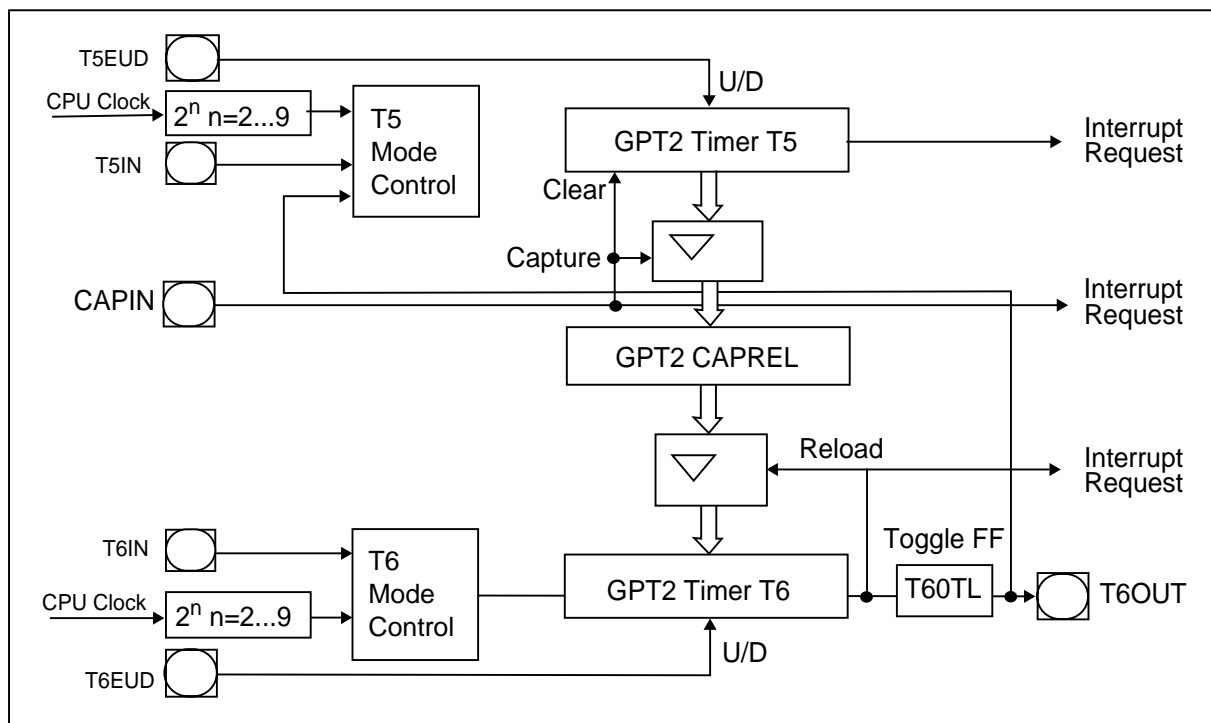 T5EUD
U/D
CPU Clock
2ⁿ n=2...9
T5
Mode
Control
GPT2 Timer T5
Interrupt
Request
T5IN
Clear
Capture
CAPIN
Interrupt
Request
GPT2 CAPREL
Reload
Interrupt
Request
T6IN
T6
Mode
Control
Toggle FF
GPT2 Timer T6
T60TL
T6OUT
CPU Clock
2ⁿ n=2...9
U/D
T6EUD